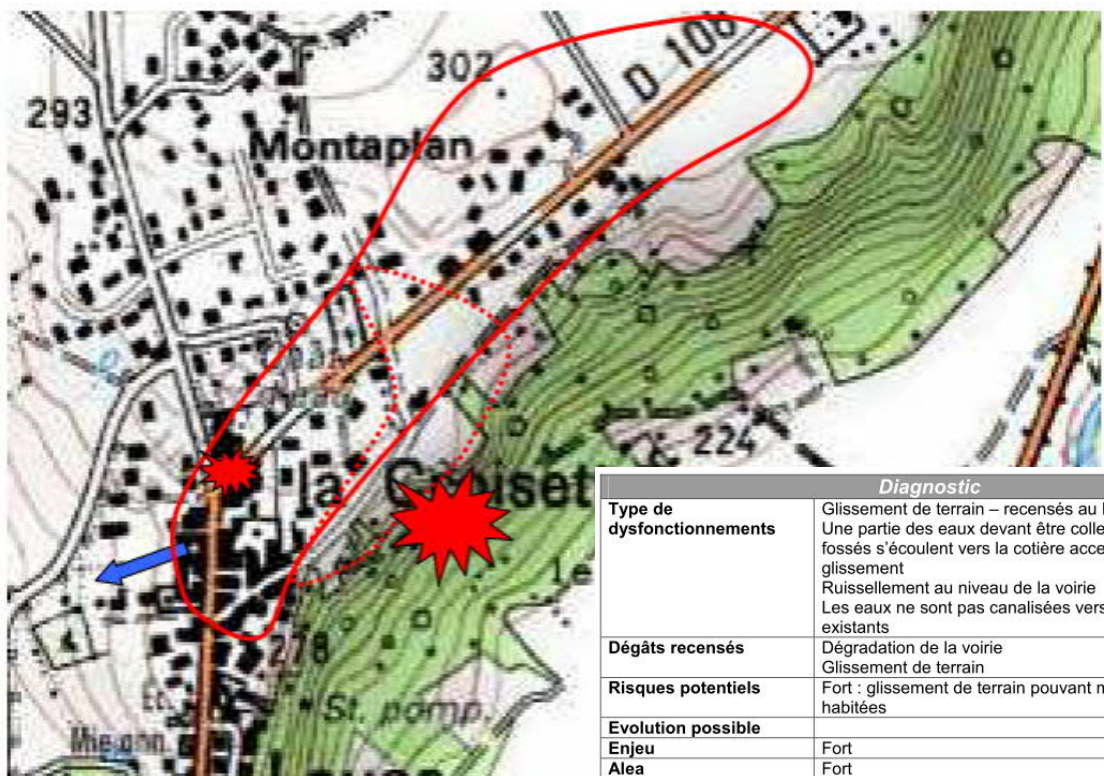 302
D 108
293
Montaplan
la Croiset
224
278
St. pomp.
Diagnostic
Type de
dysfonctionnements
Glissement de terrain – recensés au
Une partie des eaux devant être colle
fossés s'écoulent vers la cotière acce
glissement
Ruissellement au niveau de la voirie
Les eaux ne sont pas canalisées vers
existants
Dégâts recensés
Dégradation de la voirie
Glissement de terrain
Risques potentiels
Fort : glissement de terrain pouvant m
habitées
Evolution possible
Enjeu
Fort
Alea
Fort